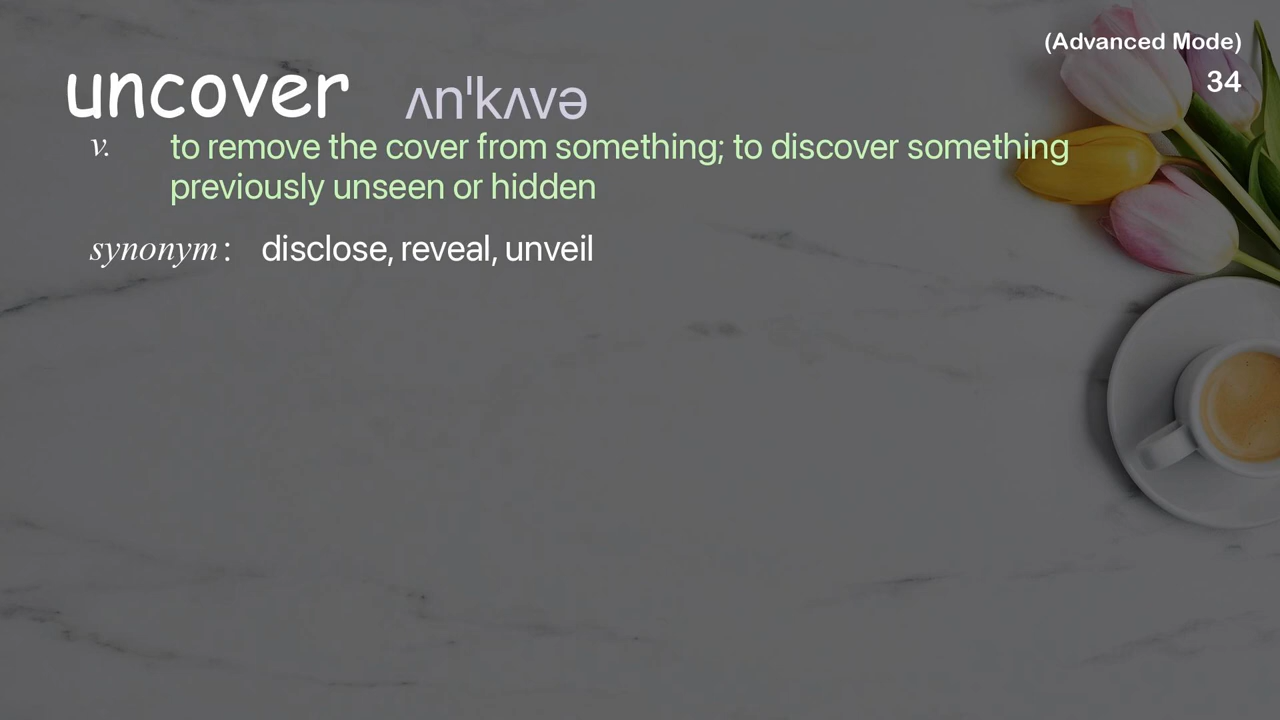 (Advanced Mode)
34
uncover ʌnˈkʌvə
v. to remove the cover from something; to discover something
previously unseen or hidden
synonym: disclose, reveal, unveil